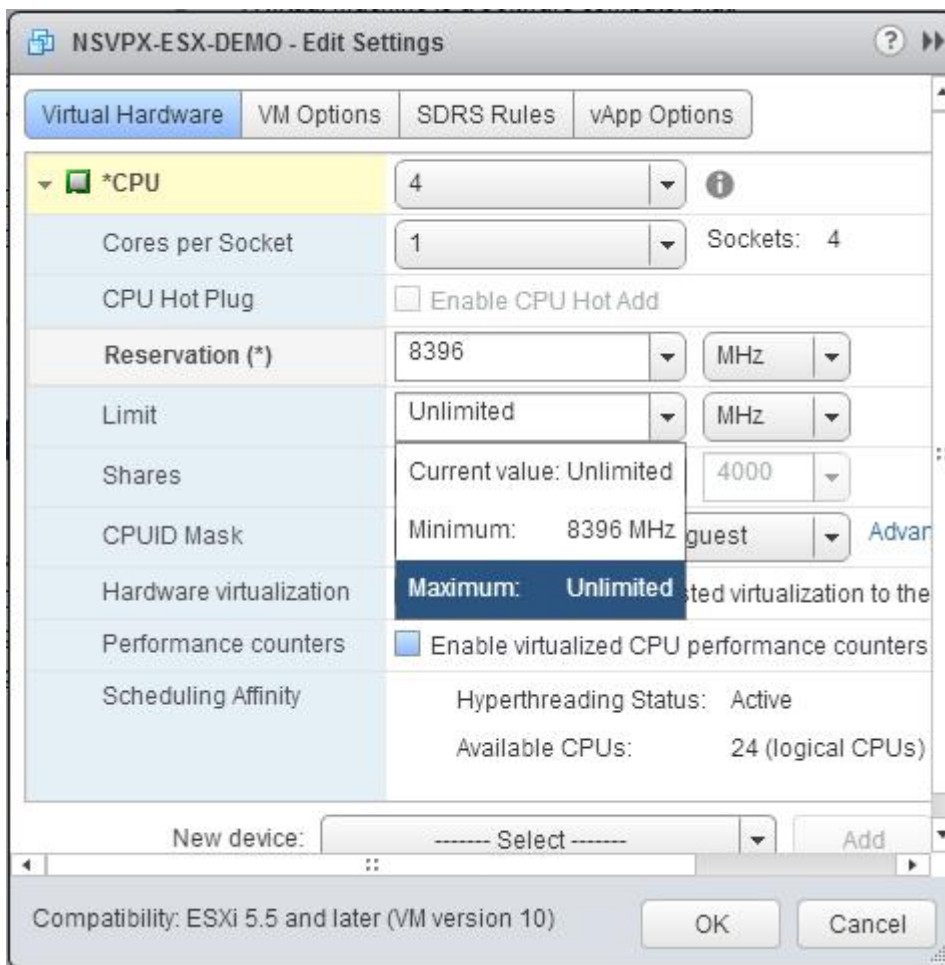 NSVPX-ESX-DEMO - Edit Settings
Virtual Hardware VM Options SDRS Rules vApp Options
*CPU 4
Cores per Socket 1 Sockets: 4
CPU Hot Plug Enable CPU Hot Add
Reservation (*) 8396 MHz
Limit Unlimited MHz
Current value: Unlimited
Shares 4000
Minimum: 8396 MHz
CPUID Mask guest Advan
Maximum: Unlimited
Hardware virtualization sted virtualization to the
Performance counters Enable virtualized CPU performance counters
Scheduling Affinity Hyperthreading Status: Active
Available CPUs: 24 (logical CPUs)
New device: ------- Select ------- Add
Compatibility: ESXi 5.5 and later (VM version 10) OK Cancel